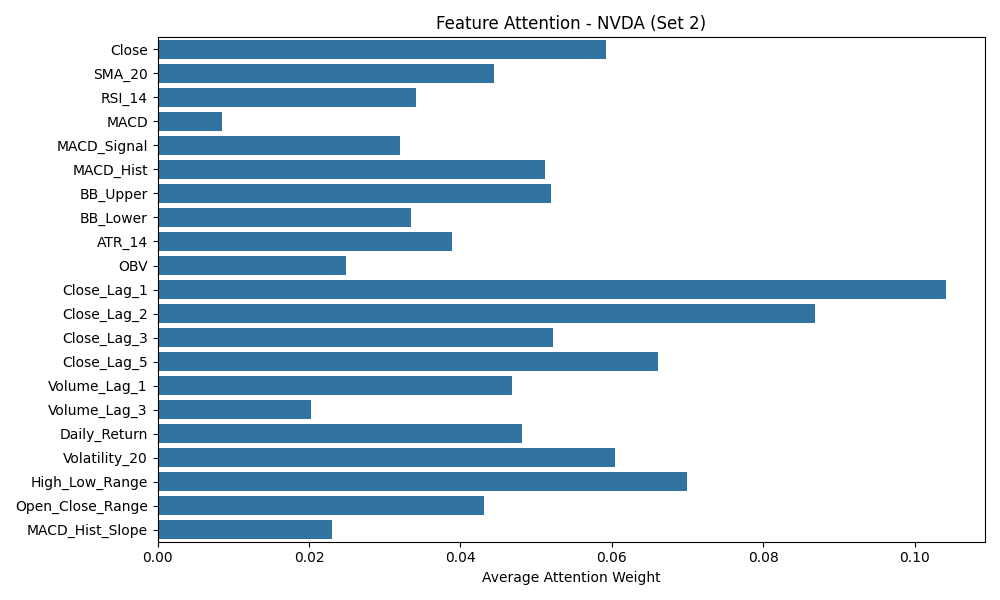 Feature Attention - NVDA (Set 2)
Close
SMA_20
RSI_14
MACD
MACD_Signal
MACD_Hist
BB_Upper
BB_Lower
ATR_14
OBV
Close_Lag_1
Close_Lag_2
Close_Lag_3
Close_Lag_5
Volume_Lag_1
Volume_Lag_3
Daily_Return
Volatility_20
High_Low_Range
Open_Close_Range
MACD_Hist_Slope
0.00 0.02 0.04 0.06 0.08 0.10
Average Attention Weight